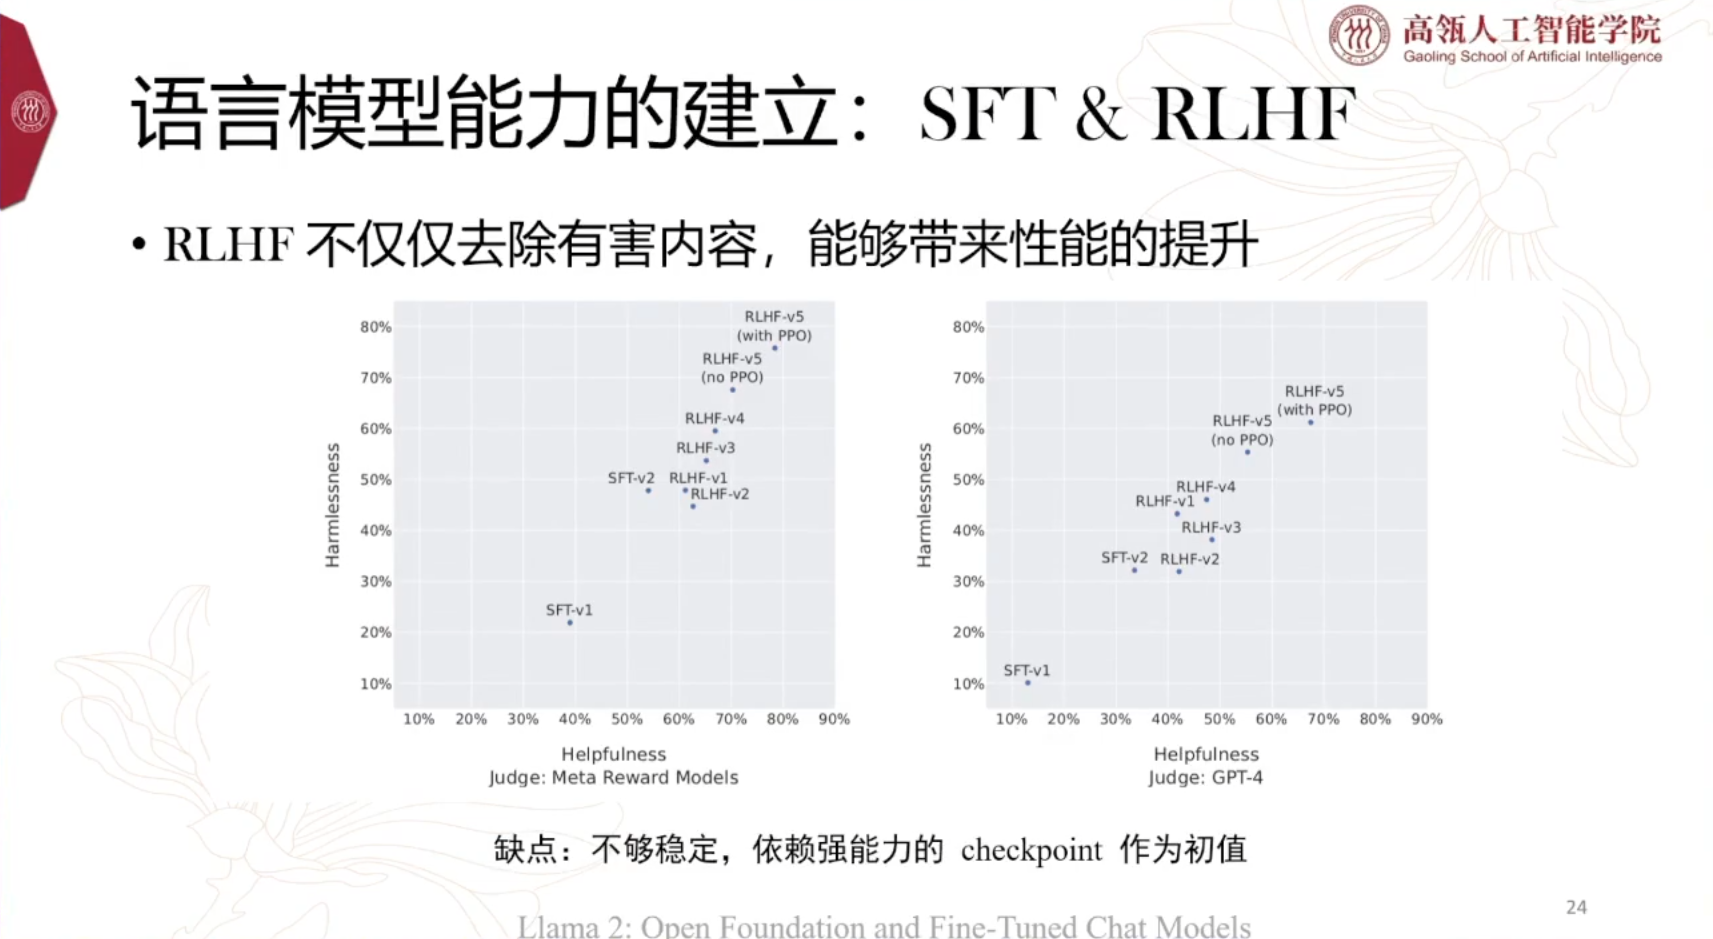 高瓴人工智能学院
Gaoling School of Artificial Intelligence
语言模型能力的建立：SFT & RLHF
• RLHF 不仅仅去除有害内容，能够带来性能的提升
80%
70%
60%
50%
40%
30%
20%
10%
Harmlessness
RLHF-v5
(with PPO)
RLHF-v5
(no PPO)
RLHF-v4
RLHF-v3
SFT-v2
RLHF-v1
RLHF-v2
SFT-v1
10% 20% 30% 40% 50% 60% 70% 80% 90%
Helpfulness
Judge: Meta Reward Models
80%
70%
60%
50%
40%
30%
20%
10%
Harmlessness
RLHF-v5
(with PPO)
RLHF-v5
(no PPO)
RLHF-v4
RLHF-v1
RLHF-v3
SFT-v2
RLHF-v2
SFT-v1
10% 20% 30% 40% 50% 60% 70% 80% 90%
Helpfulness
Judge: GPT-4
缺点：不够稳定，依赖强能力的 checkpoint 作为初值
24
Llama 2: Open Foundation and Fine-Tuned Chat Models